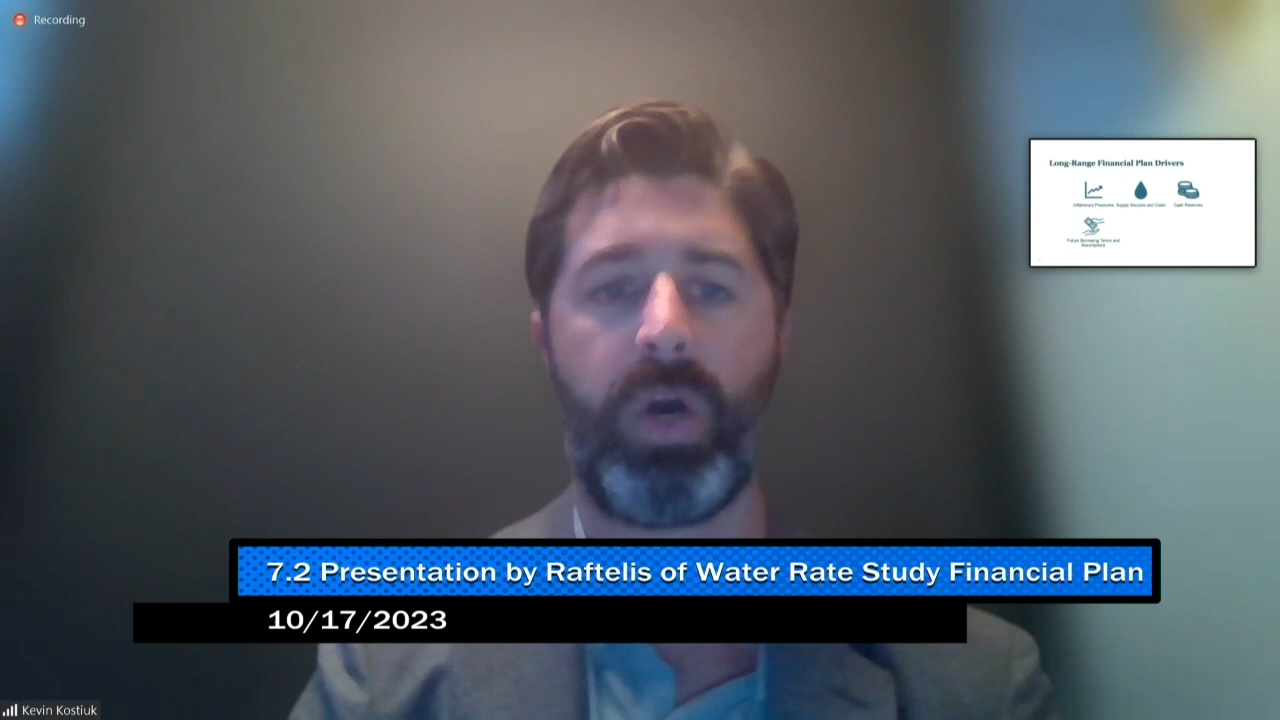 Recording
Long-Range Financial Plan Drivers
Inflationary Pressures
Supply Sources and Costs
Cash Reserves
Future Borrowing Terms and
Assumptions
7.2 Presentation by Raftelis of Water Rate Study Financial Plan
10/17/2023
Kevin Kostiuk